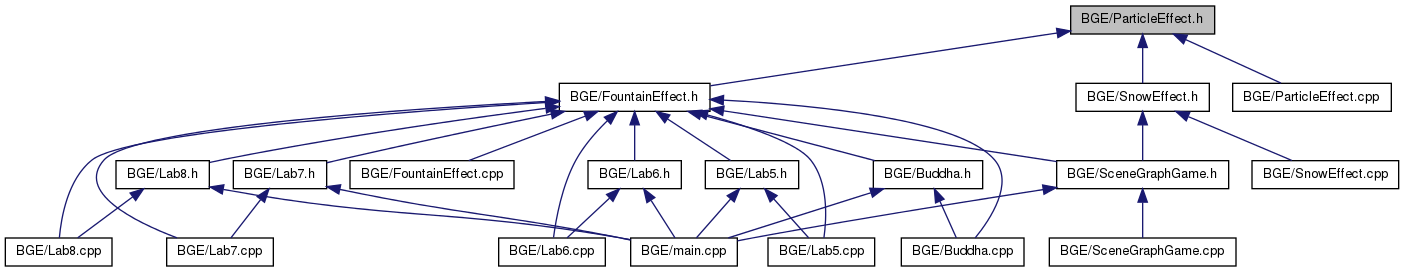 BGE/ParticleEffect.h
BGE/FountainEffect.h
BGE/SnowEffect.h
BGE/ParticleEffect.cpp
BGE/Lab8.h
BGE/Lab7.h
BGE/FountainEffect.cpp
BGE/Lab6.h
BGE/Lab5.h
BGE/Buddha.h
BGE/SceneGraphGame.h
BGE/SnowEffect.cpp
BGE/Lab8.cpp
BGE/Lab7.cpp
BGE/Lab6.cpp
BGE/main.cpp
BGE/Lab5.cpp
BGE/Buddha.cpp
BGE/SceneGraphGame.cpp